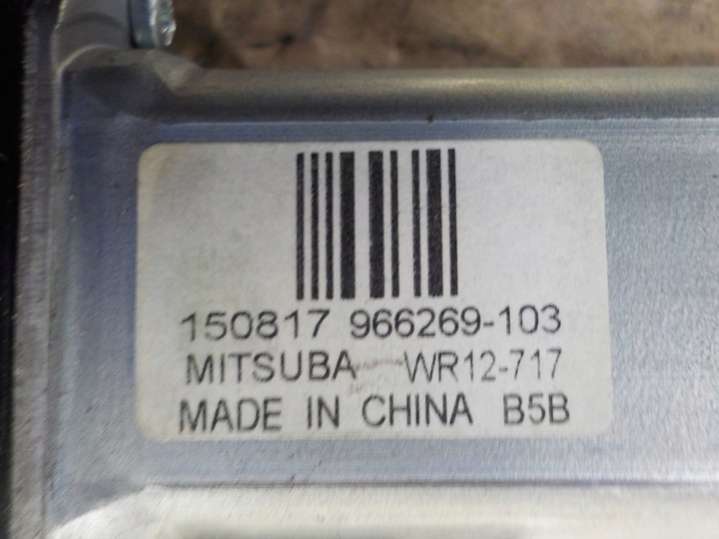 150817 966269-103
MITSUBA WR12-717
MADE IN CHINA B5B